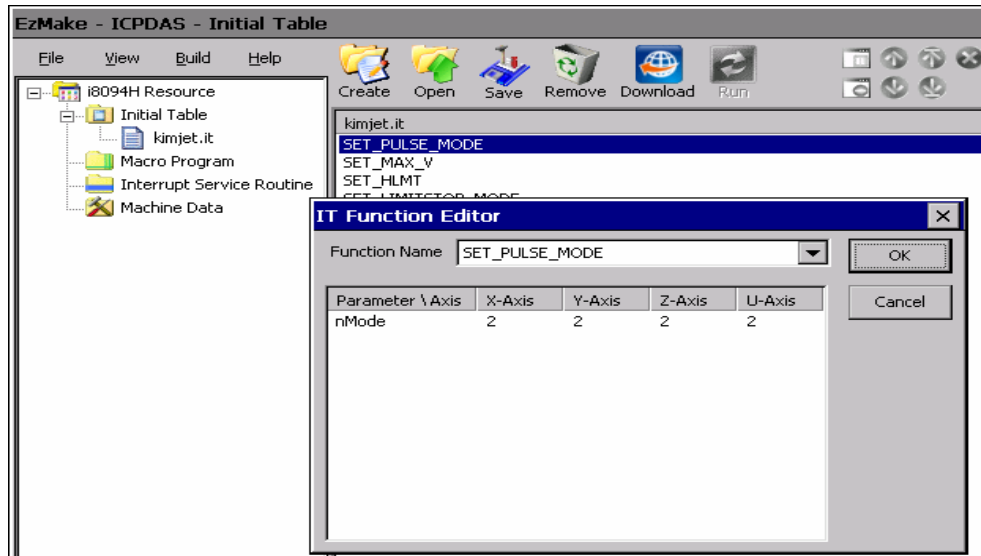 EzMake - ICPDAS - Initial Table
File View Build Help
Create Open Save Remove Download Run
i8094H Resource
Initial Table
kimjet.it
Macro Program
Interrupt Service Routine
Machine Data
kimjet.it
SET_PULSE_MODE
SET_MAX_V
SET_HLMT
SET_LIMITSTOP_MODE
IT Function Editor
Function Name SET_PULSE_MODE
OK
Cancel
Parameter \ Axis X-Axis Y-Axis Z-Axis U-Axis
nMode 2 2 2 2